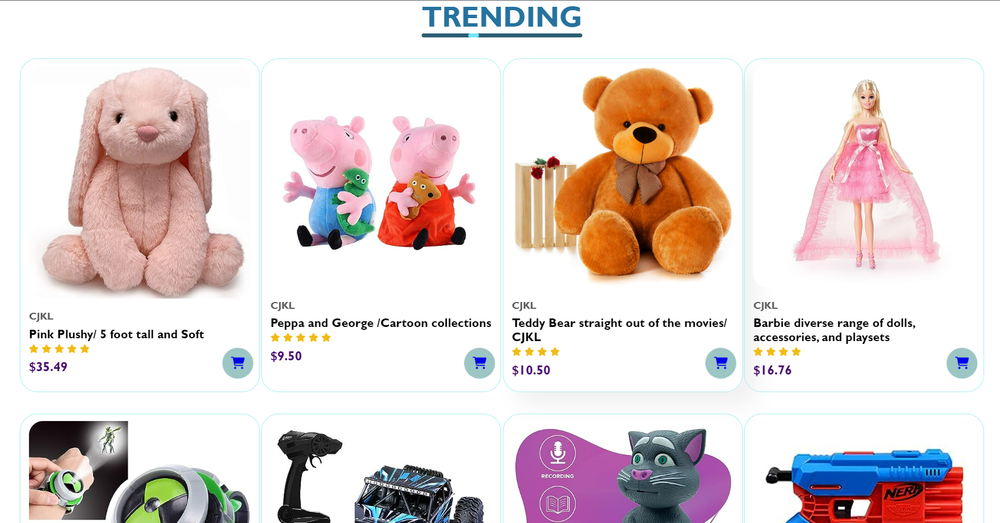 TRENDING
CJKL
Pink Plushy/ 5 foot tall and Soft
$35.49
CJKL
Peppa and George /Cartoon collections
$9.50
CJKL
Teddy Bear straight out of the movies/
CJKL
$10.50
CJKL
Barbie diverse range of dolls,
accessories, and playsets
$16.76
RECORDING
NERF